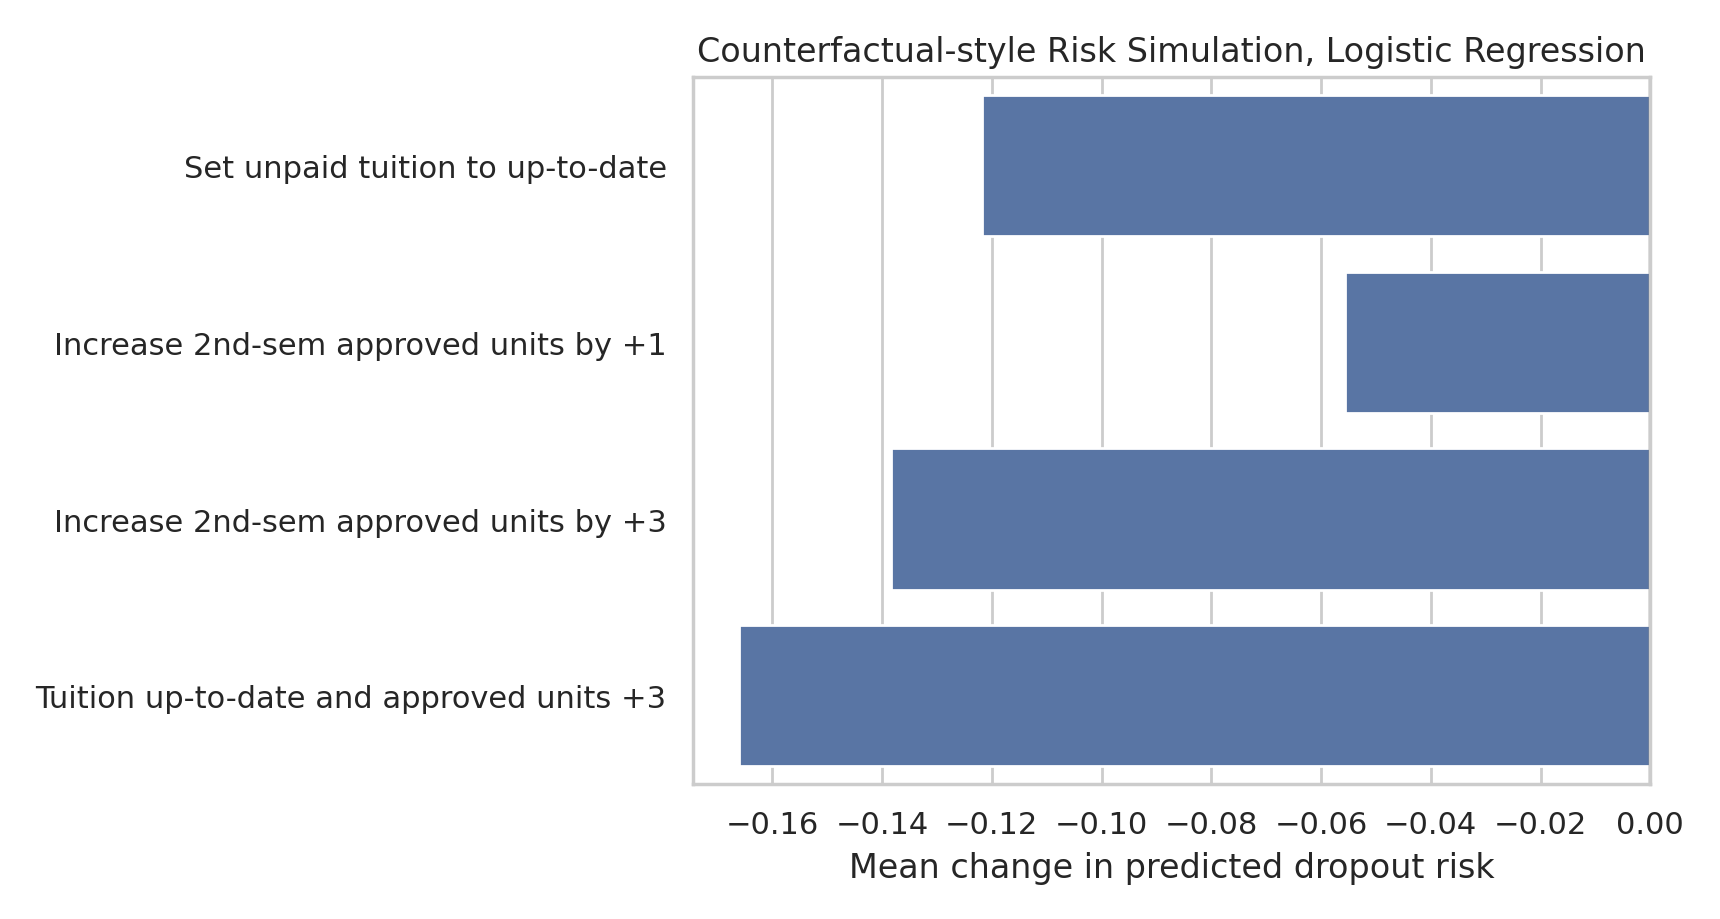 Counterfactual-style Risk Simulation, Logistic Regression
Set unpaid tuition to up-to-date
Increase 2nd-sem approved units by +1
Increase 2nd-sem approved units by +3
Tuition up-to-date and approved units +3
−0.16 −0.14 −0.12 −0.10 −0.08 −0.06 −0.04 −0.02 0.00
Mean change in predicted dropout risk